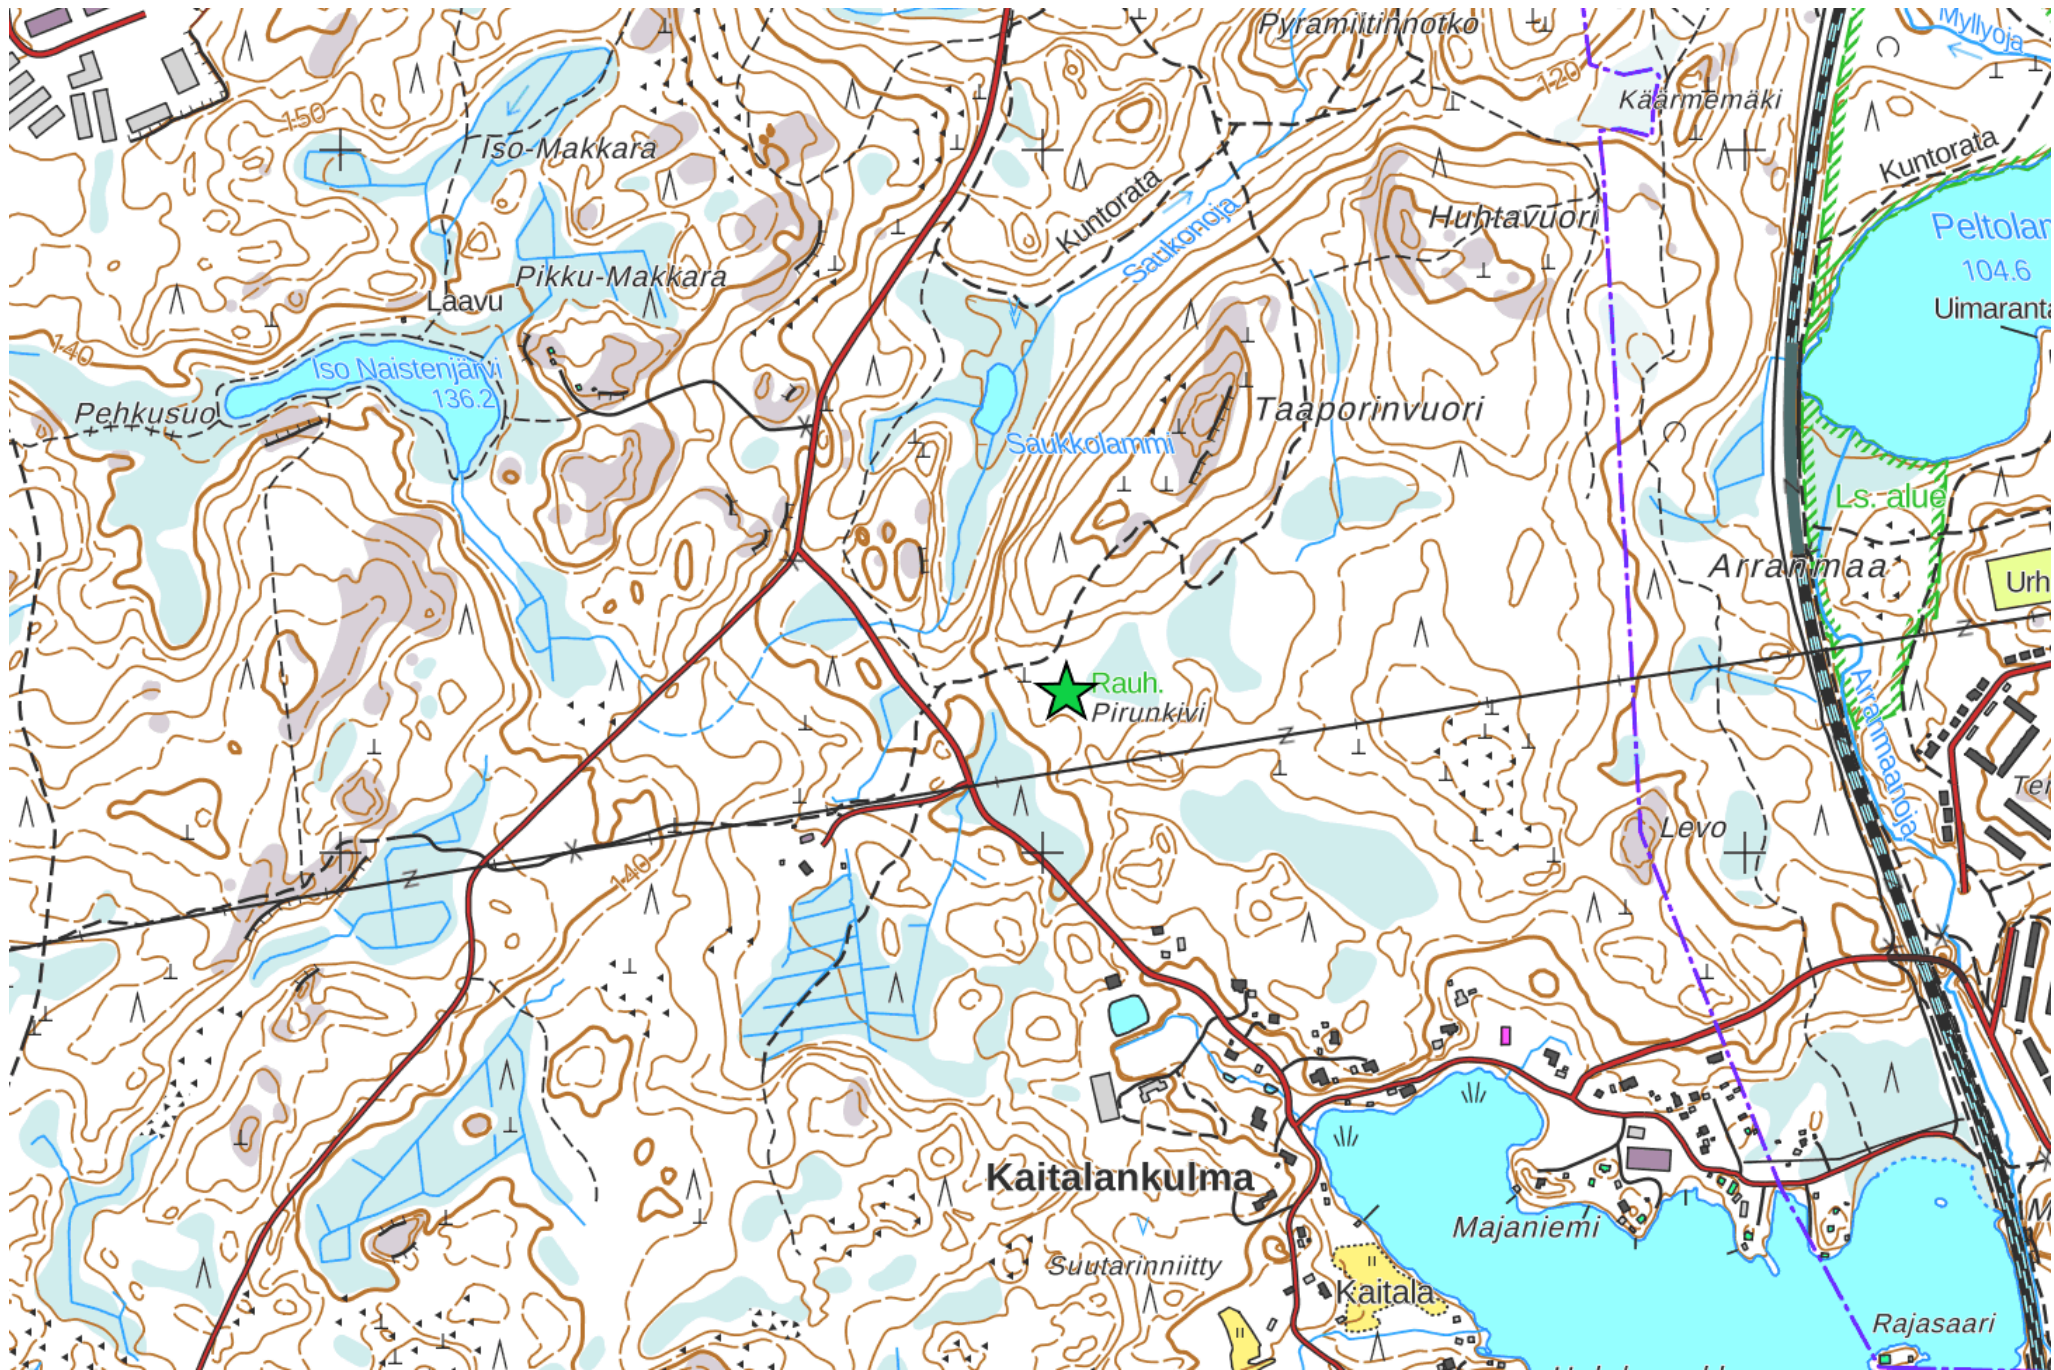 Pyramiitinnotko
Myllyoja
120
Käärmemäki
150
Iso-Makkara
Kuntorata
Kuntorata
Saukonoja
Huhtavuori
Peltolam
104.6
Uimaranta
Pikku-Makkara
Laavu
140
Iso Naistenjärvi
136.2
Pehkusuo
Taaporinvuori
Saukkolammi
Ls. alue
Arranmaa
Urh
Z
Rauh.
Pirunkivi
Z
Arranmaanoja
Ter
Levo
Z
140
Kaitalankulma
Majaniemi
M
Suutarinniitty
Kaitala
Rajasaari